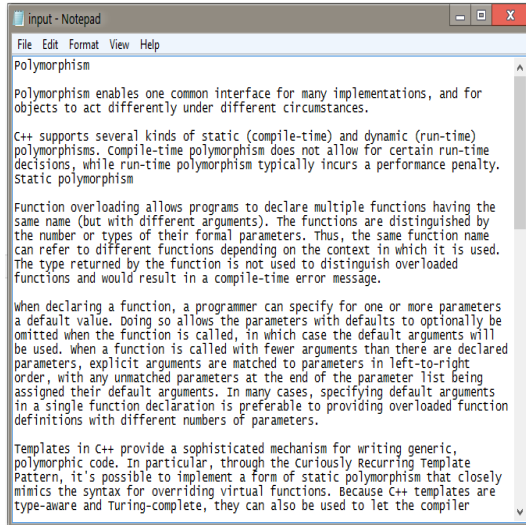 input - Notepad
File Edit Format View Help
Polymorphism
Polymorphism enables one common interface for many implementations, and for
objects to act differently under different circumstances.
C++ supports several kinds of static (compile-time) and dynamic (run-time)
polymorphisms. Compile-time polymorphism does not allow for certain run-time
decisions, while run-time polymorphism typically incurs a performance penalty.
Static polymorphism
Function overloading allows programs to declare multiple functions having the
same name (but with different arguments). The functions are distinguished by
the number or types of their formal parameters. Thus, the same function name
can refer to different functions depending on the context in which it is used.
The type returned by the function is not used to distinguish overloaded
functions and would result in a compile-time error message.
When declaring a function, a programmer can specify for one or more parameters
a default value. Doing so allows the parameters with defaults to optionally be
omitted when the function is called, in which case the default arguments will
be used. When a function is called with fewer arguments than there are declared
parameters, explicit arguments are matched to parameters in left-to-right
order, with any unmatched parameters at the end of the parameter list being
assigned their default arguments. In many cases, specifying default arguments
in a single function declaration is preferable to providing overloaded function
definitions with different numbers of parameters.
Templates in C++ provide a sophisticated mechanism for writing generic,
polymorphic code. In particular, through the Curiously Recurring Template
Pattern, it's possible to implement a form of static polymorphism that closely
mimics the syntax for overriding virtual functions. Because C++ templates are
type-aware and Turing-complete, they can also be used to let the compiler